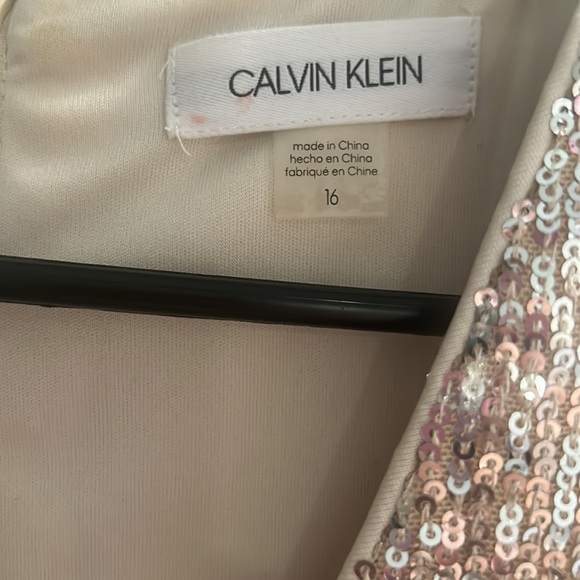 CALVIN KLEIN
made in China
hecho en China
fabriqué en Chine
16